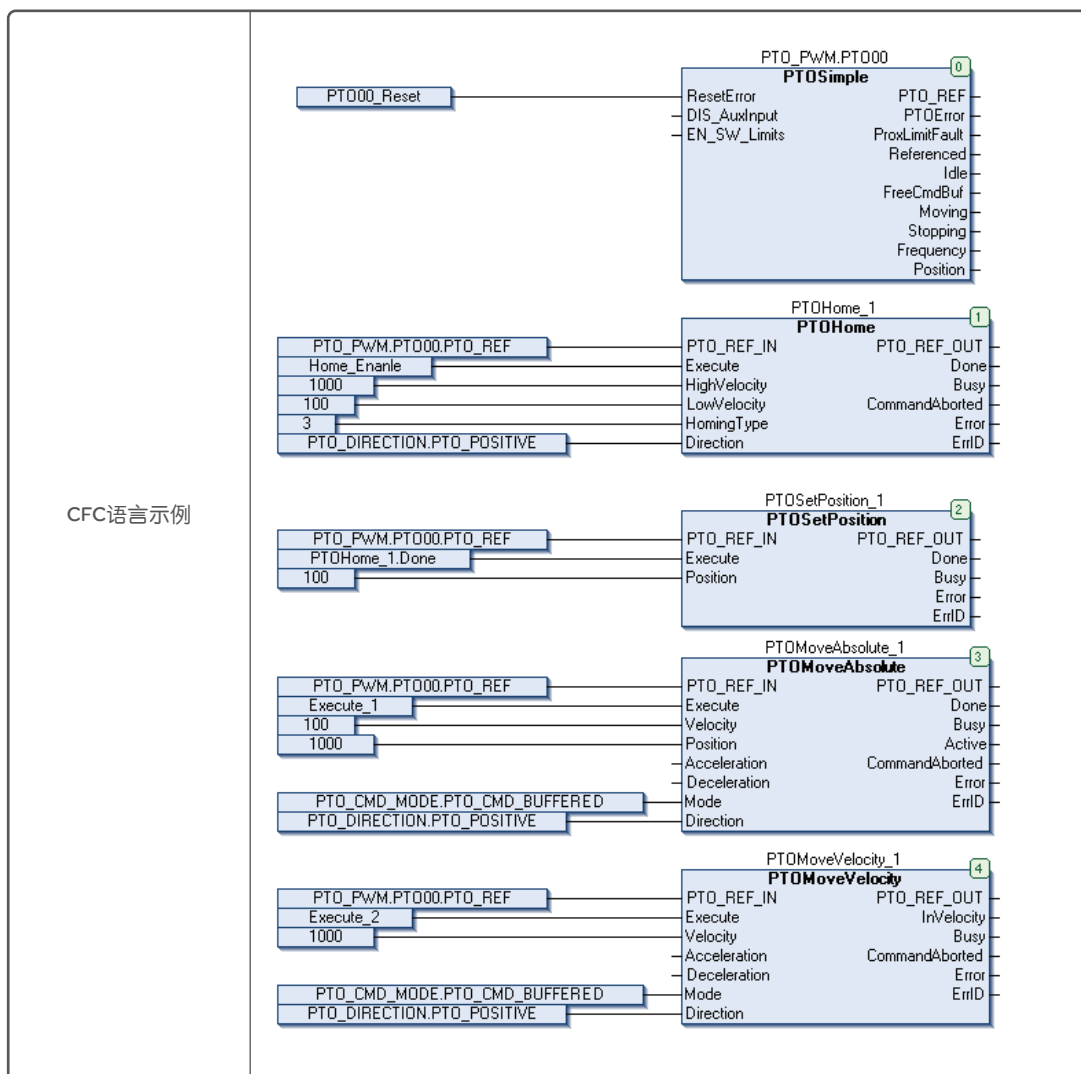 CFC语言示例
PTO_PWM.PTO00
0
PTOSimple
PTO00_Reset
ResetError PTO_REF
DIS_AuxInput PTOError
EN_SW_Limits ProxLimitFault
Referenced
Idle
FreeCmdBuf
Moving
Stopping
Frequency
Position
PTOHome_1
1
PTOHome
PTO_PWM.PTO00.PTO_REF PTO_REF_IN PTO_REF_OUT
Home_Enanle Execute Done
1000 HighVelocity Busy
100 LowVelocity CommandAborted
3 HomingType Error
PTO_DIRECTION.PTO_POSITIVE Direction ErrID
PTOSetPosition_1
2
PTOSetPosition
PTO_PWM.PTO00.PTO_REF PTO_REF_IN PTO_REF_OUT
PTOHome_1.Done Execute Done
100 Position Busy
Error
ErrID
PTOMoveAbsolute_1
3
PTOMoveAbsolute
PTO_PWM.PTO00.PTO_REF PTO_REF_IN PTO_REF_OUT
Execute_1 Execute Done
100 Velocity Busy
1000 Position Active
Acceleration CommandAborted
Deceleration Error
PTO_CMD_MODE.PTO_CMD_BUFFERED Mode ErrID
PTO_DIRECTION.PTO_POSITIVE Direction
PTOMoveVelocity_1
4
PTOMoveVelocity
PTO_PWM.PTO00.PTO_REF PTO_REF_IN PTO_REF_OUT
Execute_2 Execute InVelocity
1000 Velocity Busy
Acceleration CommandAborted
Deceleration Error
PTO_CMD_MODE.PTO_CMD_BUFFERED Mode ErrID
PTO_DIRECTION.PTO_POSITIVE Direction